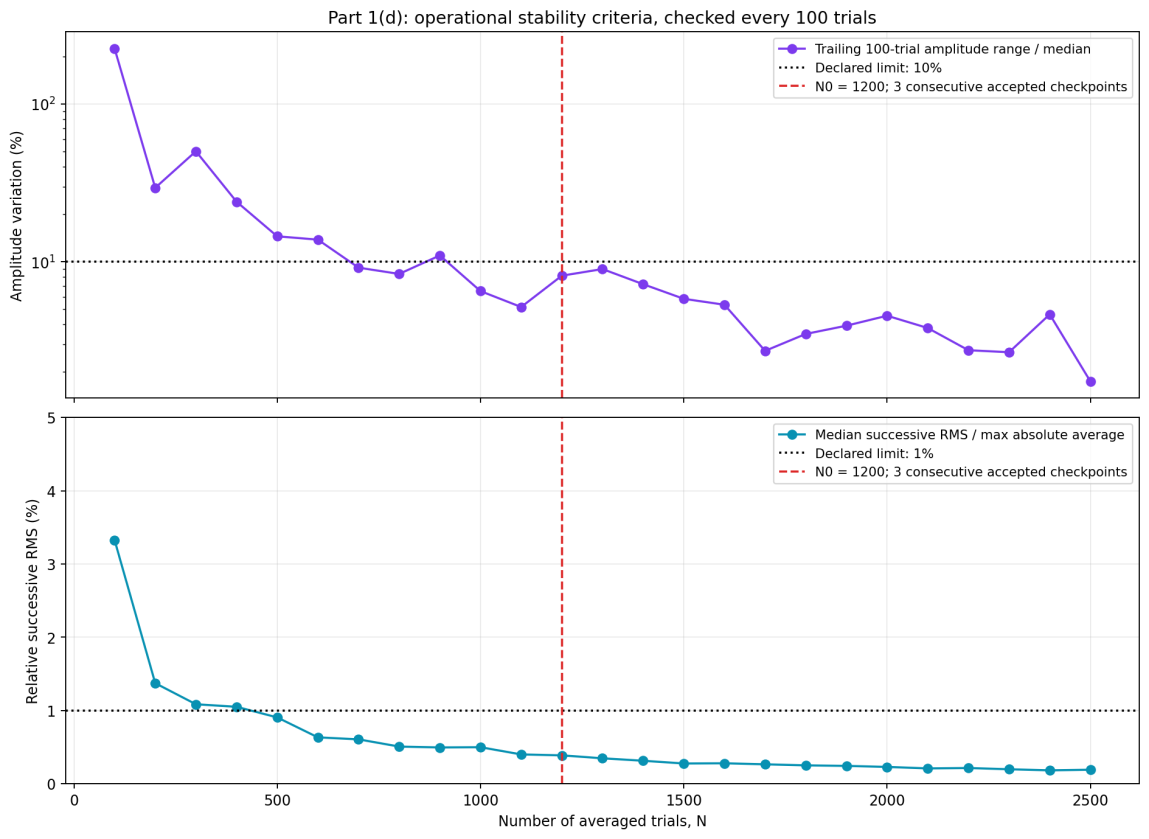 Part 1(d): operational stability criteria, checked every 100 trials
Amplitude variation (%)
10²
10¹
Trailing 100-trial amplitude range / median
Declared limit: 10%
N0 = 1200; 3 consecutive accepted checkpoints
Relative successive RMS (%)
5
4
3
2
1
0
Median successive RMS / max absolute average
Declared limit: 1%
N0 = 1200; 3 consecutive accepted checkpoints
0 500 1000 1500 2000 2500
Number of averaged trials, N